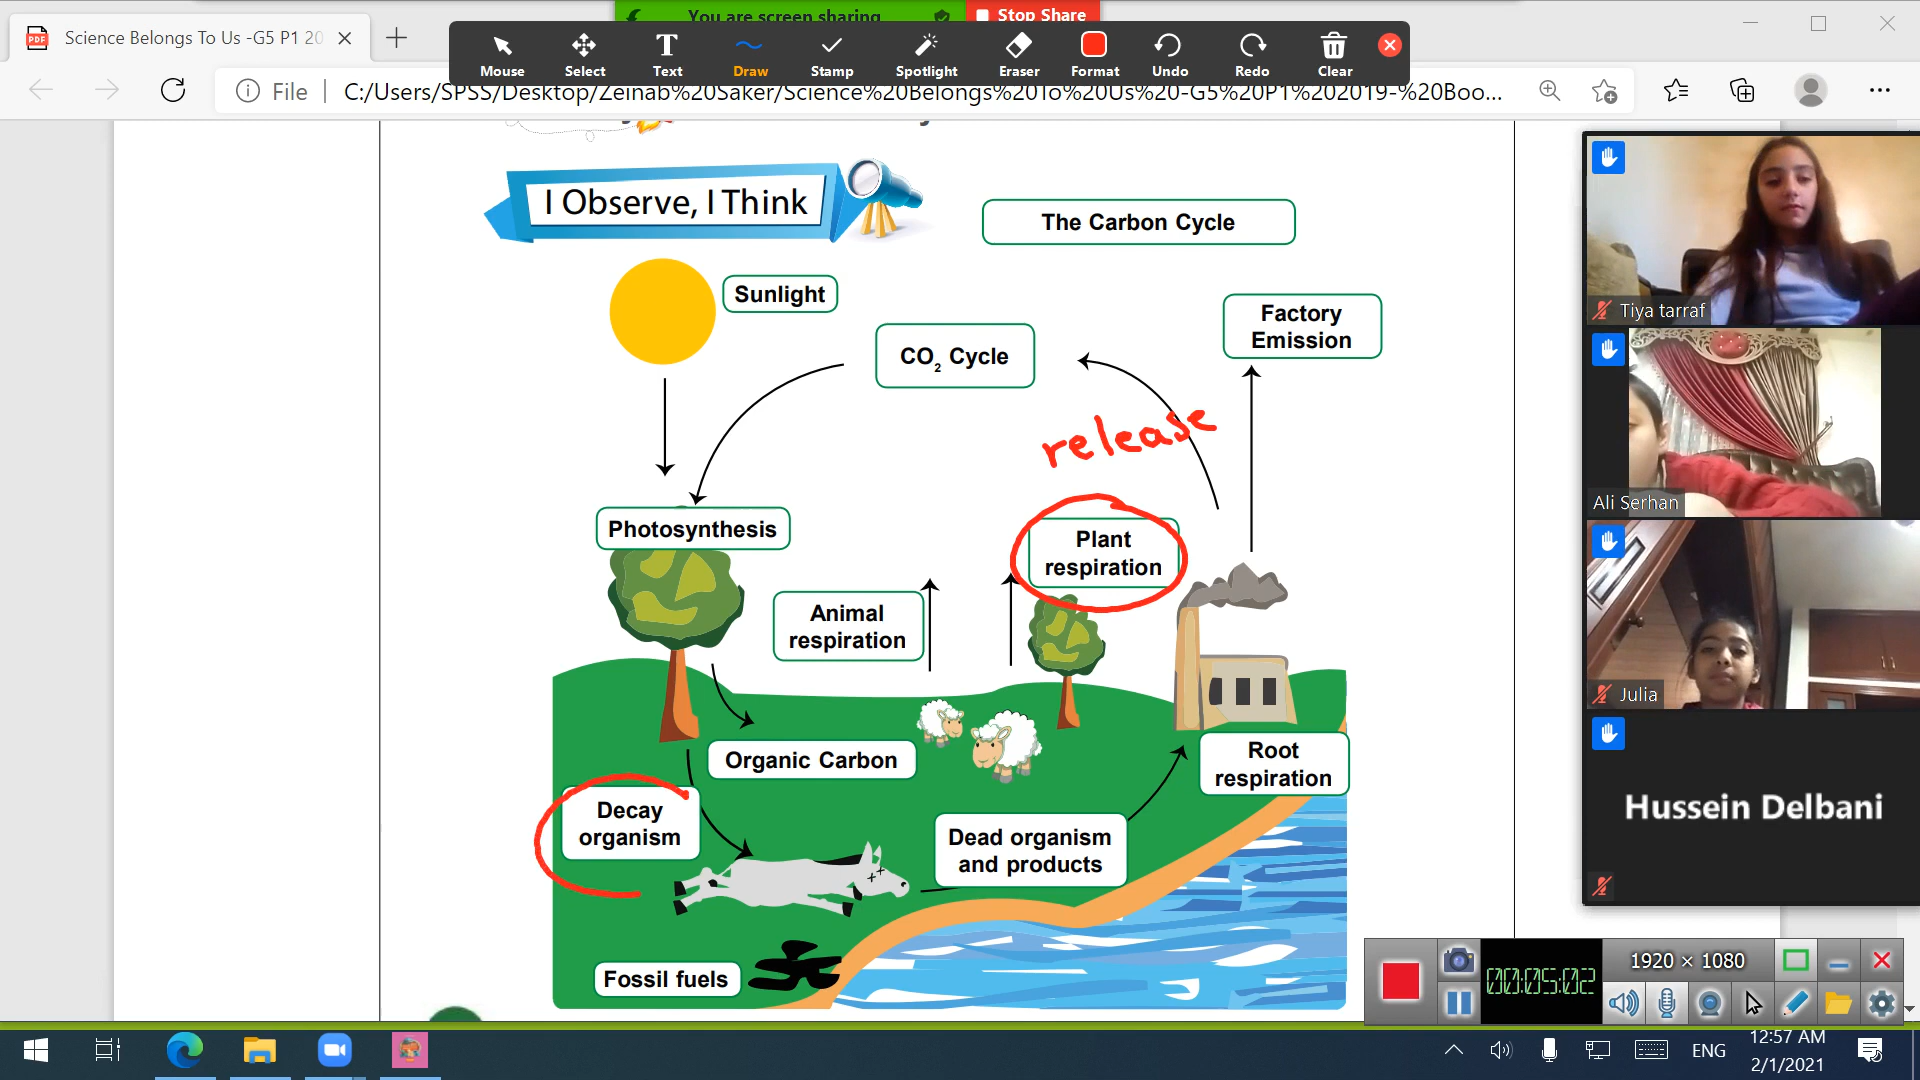 You are screen sharing
Stop Share
Science Belongs To Us -G5 P1 20
Mouse
Select
Text
Draw
Stamp
Spotlight
Eraser
Format
Undo
Redo
Clear
File
C:/Users/SPSS/Desktop/Zeinab%20Saker/Science%20Belongs%20To%20Us%20-G5%20P1%202019-%20Boo...
I Observe, I Think
The Carbon Cycle
Sunlight
Factory
Emission
CO2 Cycle
release
Photosynthesis
Plant
respiration
Animal
respiration
Organic Carbon
Root
respiration
Decay
organism
Dead organism
and products
Fossil fuels
Tiya tarraf
Ali Serhan
Julia
Hussein Delbani
1920 × 1080
00:05:02
ENG
12:57 AM
2/1/2021